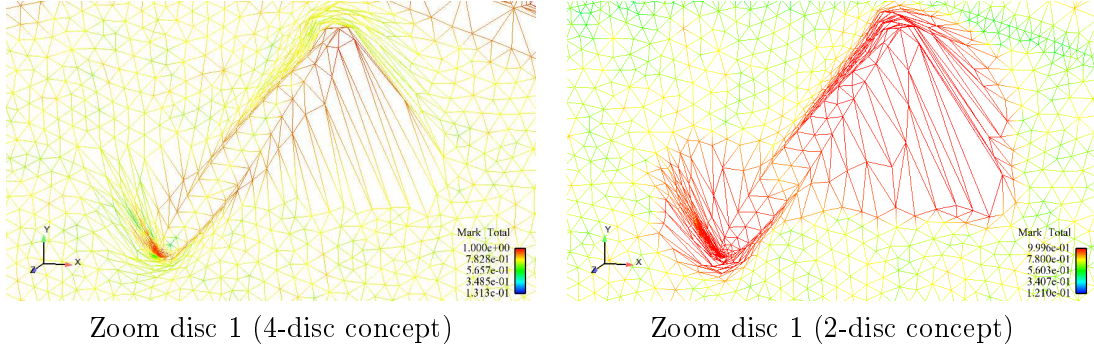 Y
Z
X
Mark Total
1.000e+00
7.828e-01
5.657e-01
3.485e-01
1.313e-01
Y
Z
X
Mark Total
9.996e-01
7.800e-01
5.603e-01
3.407e-01
1.210e-01
Zoom disc 1 (4-disc concept)
Zoom disc 1 (2-disc concept)